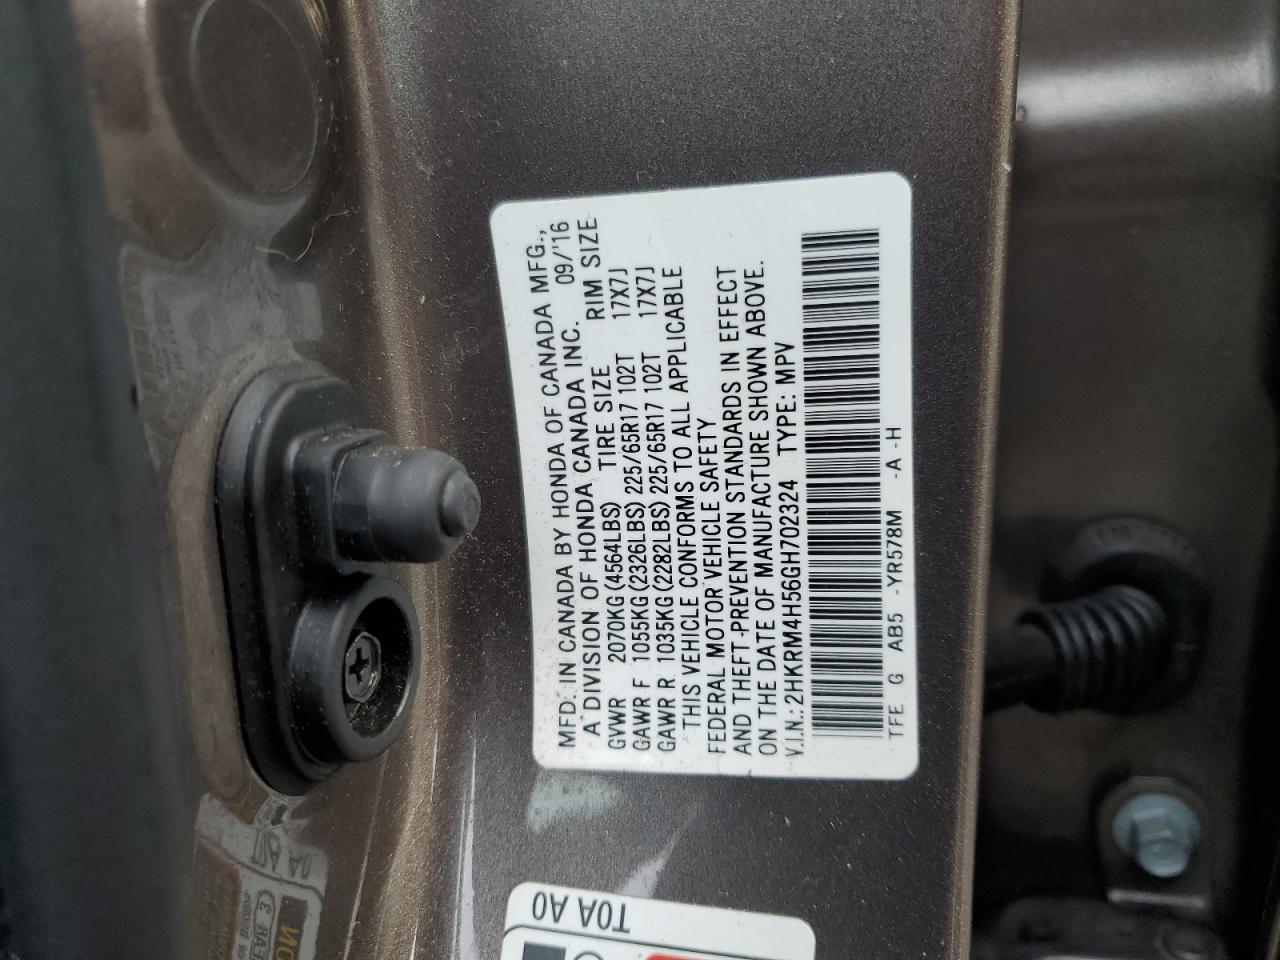 MFD. IN CANADA BY HONDA OF CANADA MFG.,
A DIVISION OF HONDA CANADA INC. 09/'16
GVWR 2070KG (4564LBS) TIRE SIZE RIM SIZE
GAWR F 1055KG (2326LBS) 225/65R17 102T 17X7J
GAWR R 1035KG (2282LBS) 225/65R17 102T 17X7J
THIS VEHICLE CONFORMS TO ALL APPLICABLE
FEDERAL MOTOR VEHICLE SAFETY
AND THEFT PREVENTION STANDARDS IN EFFECT
ON THE DATE OF MANUFACTURE SHOWN ABOVE.
V.I.N.: 2HKRM4H56GH702324 TYPE: MPV
TFE G AB5 -YR578M -A -H
TOA A0